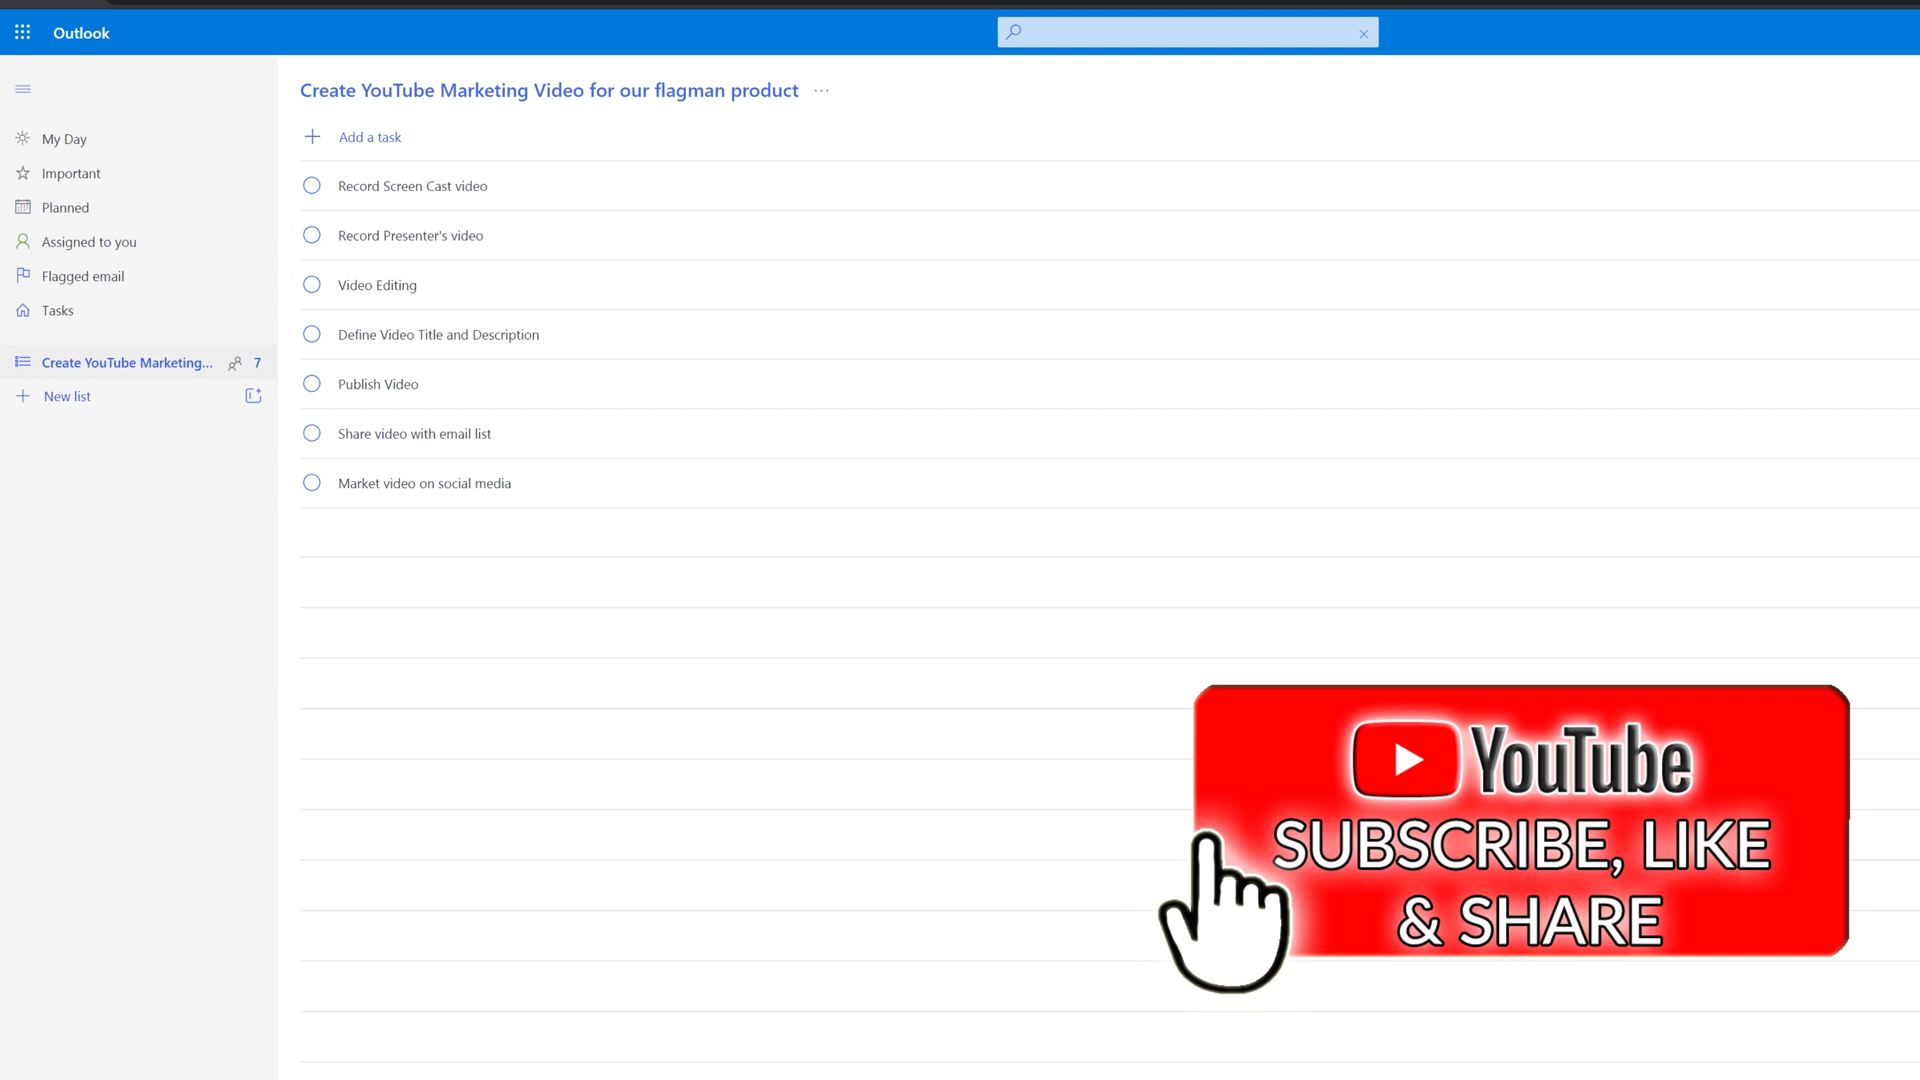 Outlook
Create YouTube Marketing Video for our flagman product
Add a task
My Day
Important
Planned
Assigned to you
Flagged email
Tasks
Create YouTube Marketing... 7
New list
Record Screen Cast video
Record Presenter's video
Video Editing
Define Video Title and Description
Publish Video
Share video with email list
Market video on social media
YouTube
SUBSCRIBE, LIKE
& SHARE